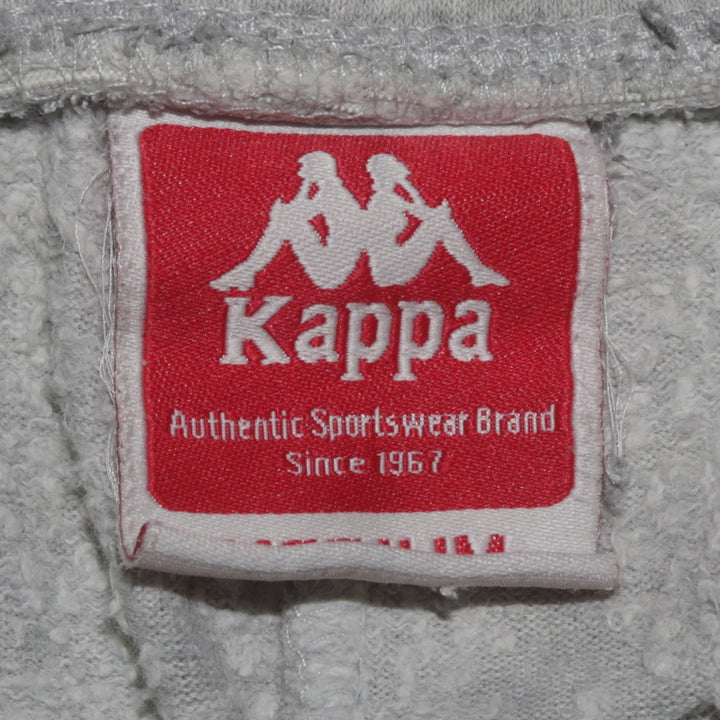 Kappa
Authentic Sportswear Brand
Since 1967